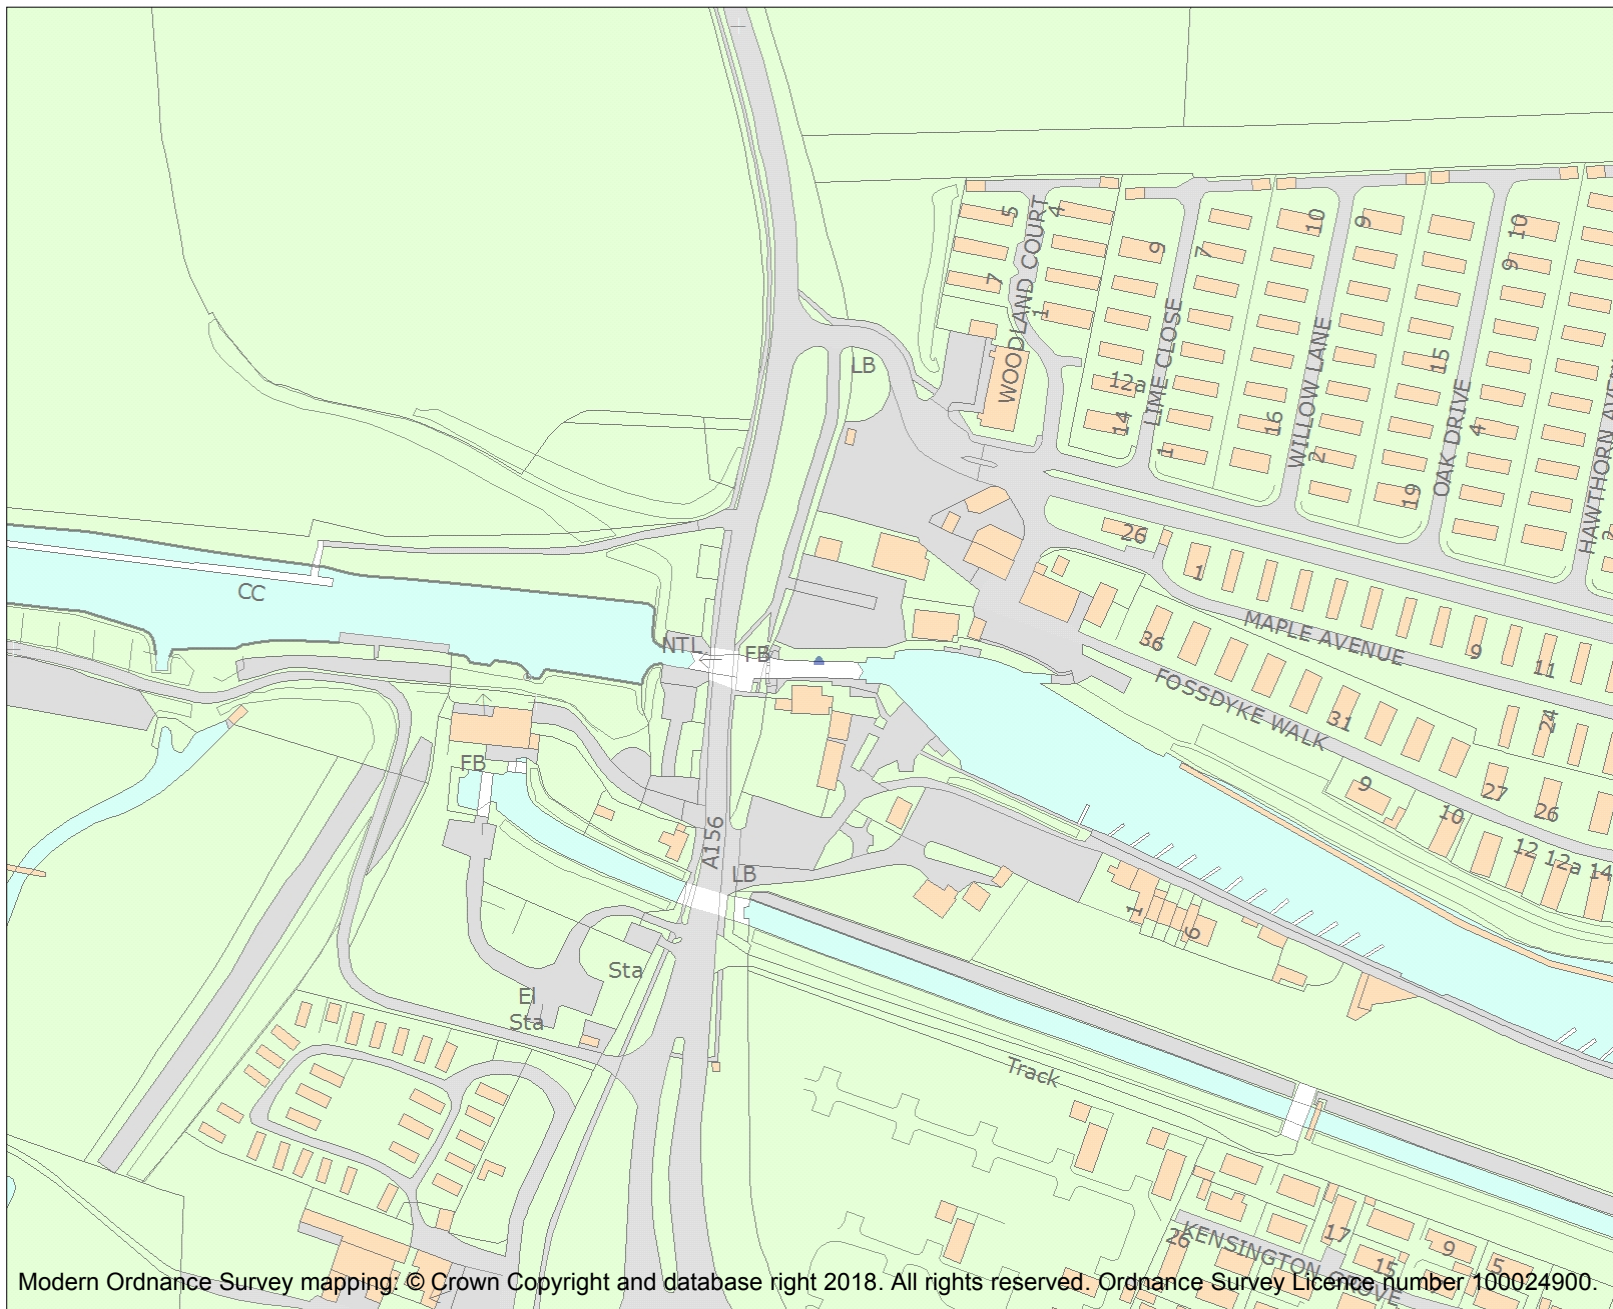 5
4
WOODLAND COURT
7
1
9
7
LIME CLOSE
12a
14
1
10
WILLOW LANE
16
2
9
15
OAK DRIVE
19
10
9
4
HAWTHORN AVEN
LB
26
1
MAPLE AVENUE
9
11
24
36
FOSSDYKE WALK
31
27
26
9
10
12
12a
14
CC
NTL
FB
FB
A156
LB
1
6
Sta
El
Sta
Track
26
KENSINGTON GROVE
17
15
9
5
Modern Ordnance Survey mapping: © Crown Copyright and database right 2018. All rights reserved. Ordnance Survey Licence number 100024900.